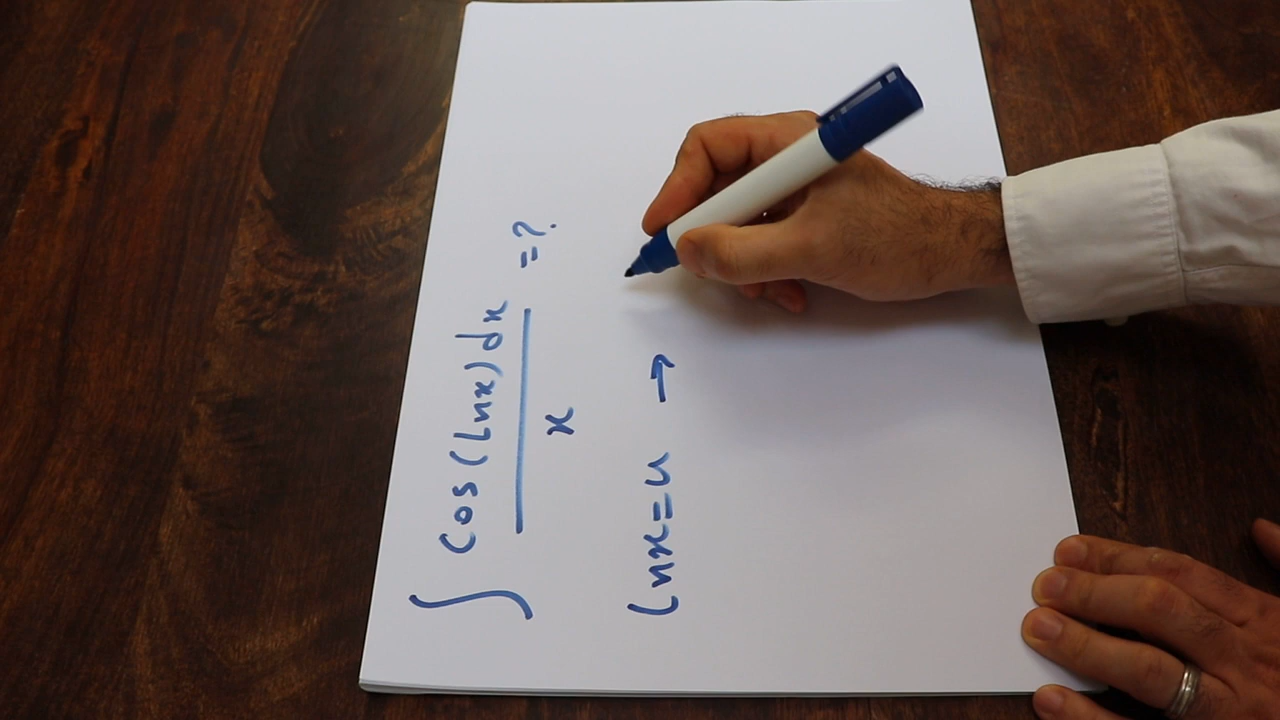 ∫ cos(lnx)dx/x =?
lnx=u →